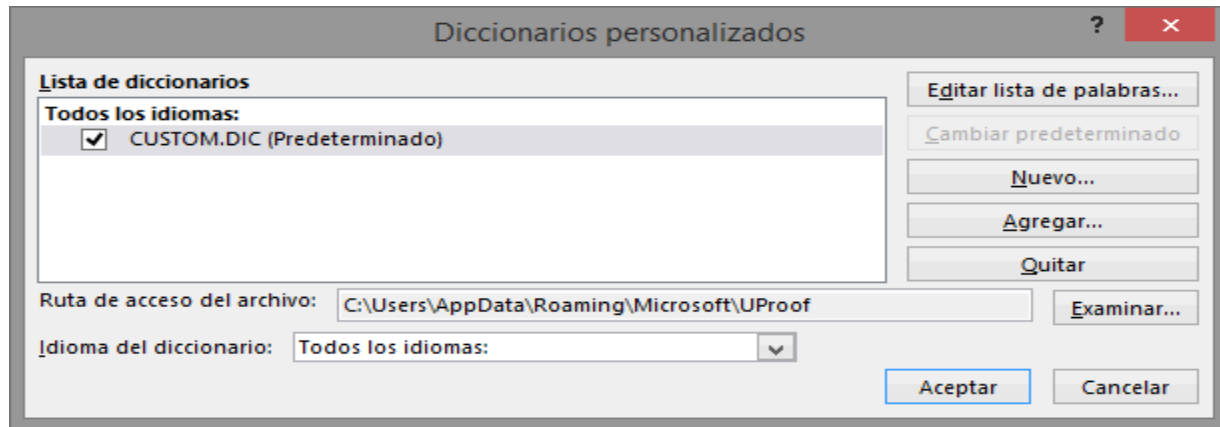 Diccionarios personalizados
?
Lista de diccionarios
Todos los idiomas:
CUSTOM.DIC (Predeterminado)
Editar lista de palabras...
Cambiar predeterminado
Nuevo...
Agregar...
Quitar
Ruta de acceso del archivo: C:\Users\AppData\Roaming\Microsoft\UProof Examinar...
Idioma del diccionario: Todos los idiomas:
Aceptar Cancelar